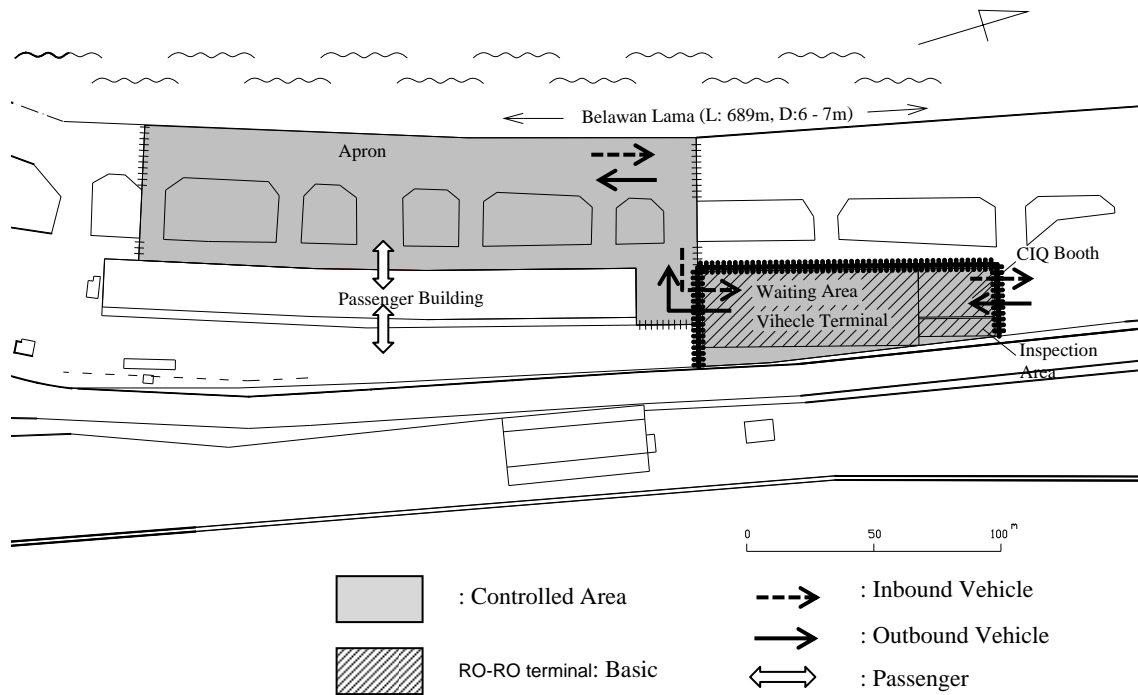 Belawan Lama (L: 689m, D:6 - 7m)
Apron
CIQ Booth
Passenger Building
Waiting Area
Vihecle Terminal
Inspection
Area
0 50 100 m
: Controlled Area
: Inbound Vehicle
: Outbound Vehicle
RO-RO terminal: Basic
: Passenger